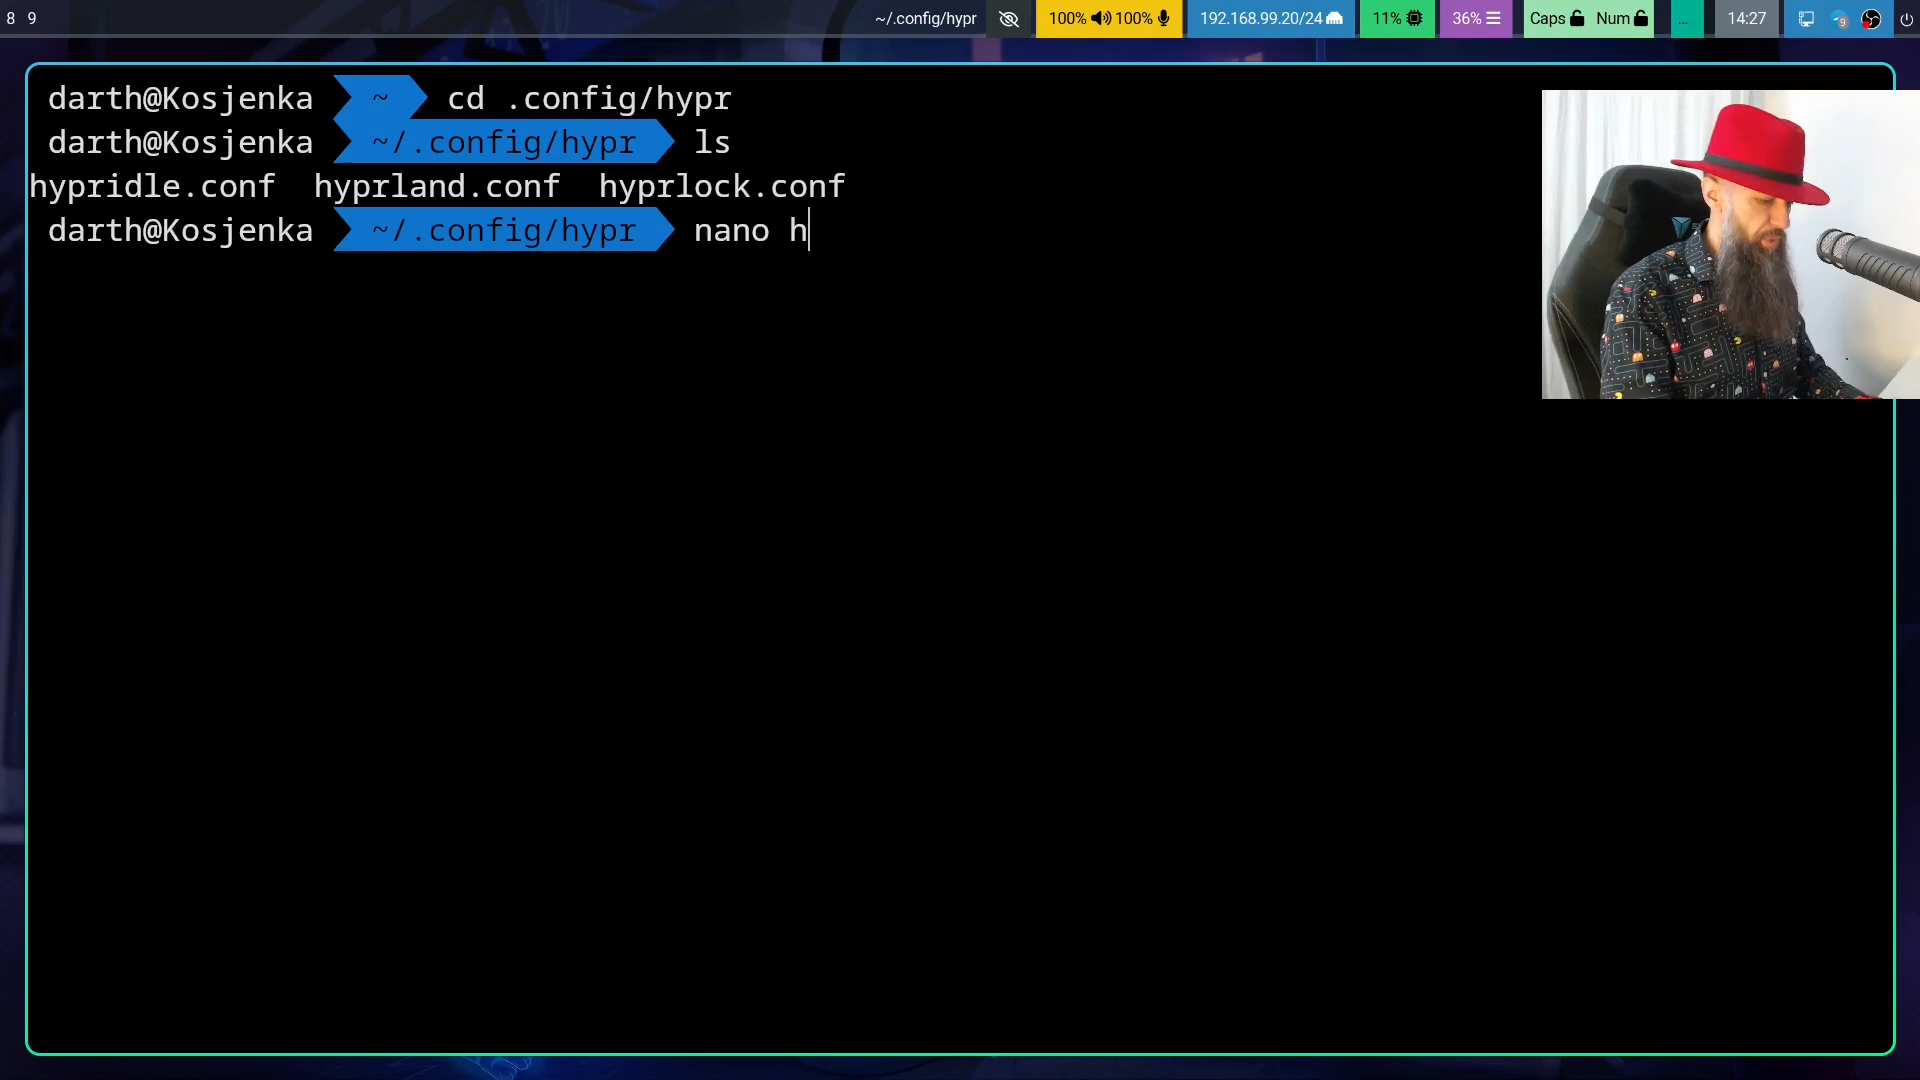 8 9 ~/.config/hypr 100% 100% 192.168.99.20/24 11% 36% Caps Num ... 14:27 9
darth@Kosjenka ~ cd .config/hypr
darth@Kosjenka ~/.config/hypr ls
hypridle.conf hyprland.conf hyprlock.conf
darth@Kosjenka ~/.config/hypr nano h